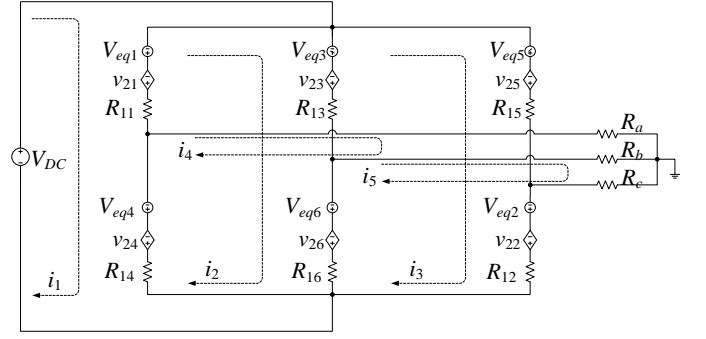 V_eq1 V_eq3 V_eq5
v_21 v_23 v_25
R_11 R_13 R_15
R_a
i_4 R_b
V_DC
i_5 R_c
V_eq4 V_eq6 V_eq2
v_24 v_26 v_22
R_14 i_2 R_16 i_3 R_12
i_1